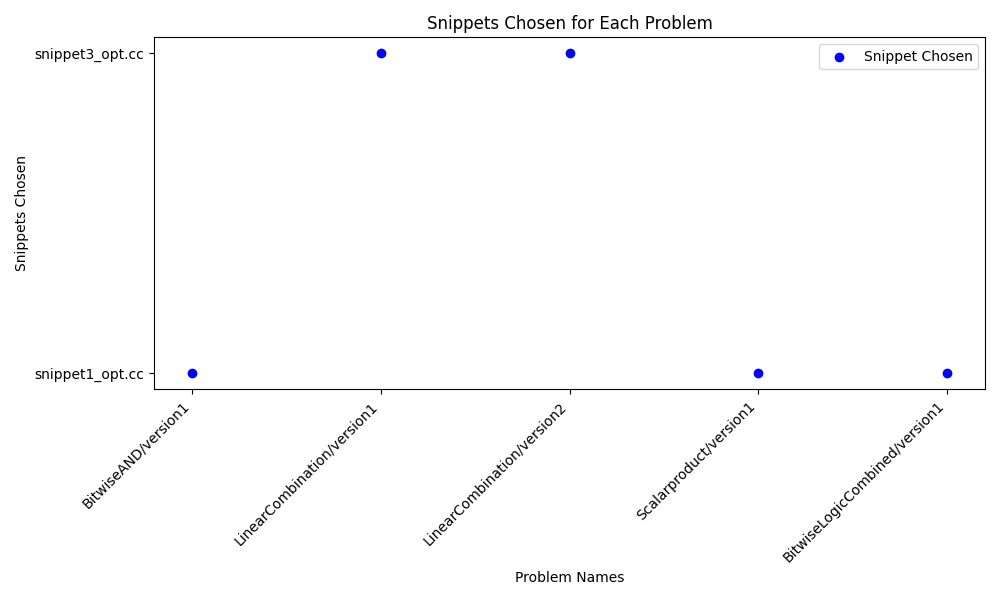 Snippets Chosen for Each Problem
snippet3_opt.cc
Snippet Chosen
Snippets Chosen
snippet1_opt.cc
BitwiseAND/version1
LinearCombination/version1
LinearCombination/version2
Scalarproduct/version1
BitwiseLogicCombined/version1
Problem Names